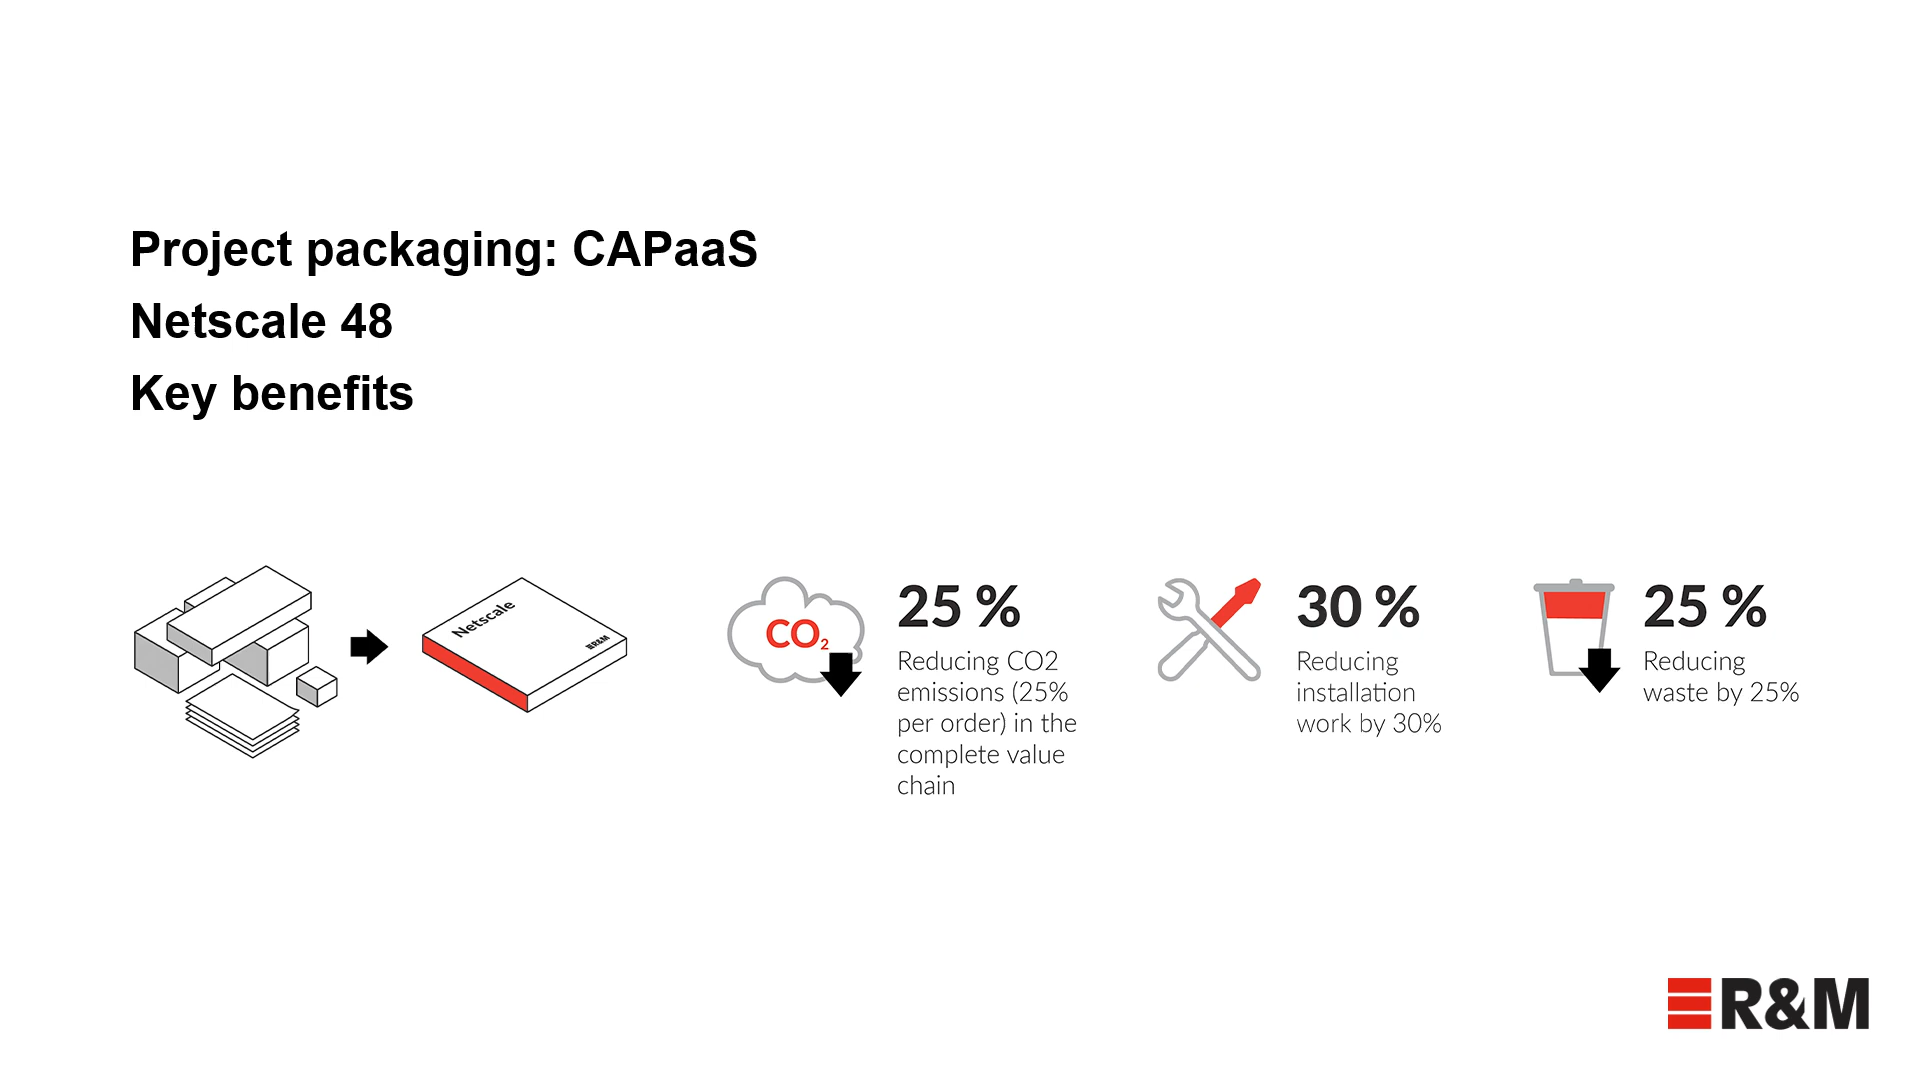 Project packaging: CAPaaS
Netscale 48
Key benefits
Netscale
R&M
CO2
25 %
Reducing CO2
emissions (25%
per order) in the
complete value
chain
30 %
Reducing
installation
work by 30%
25 %
Reducing
waste by 25%
R&M